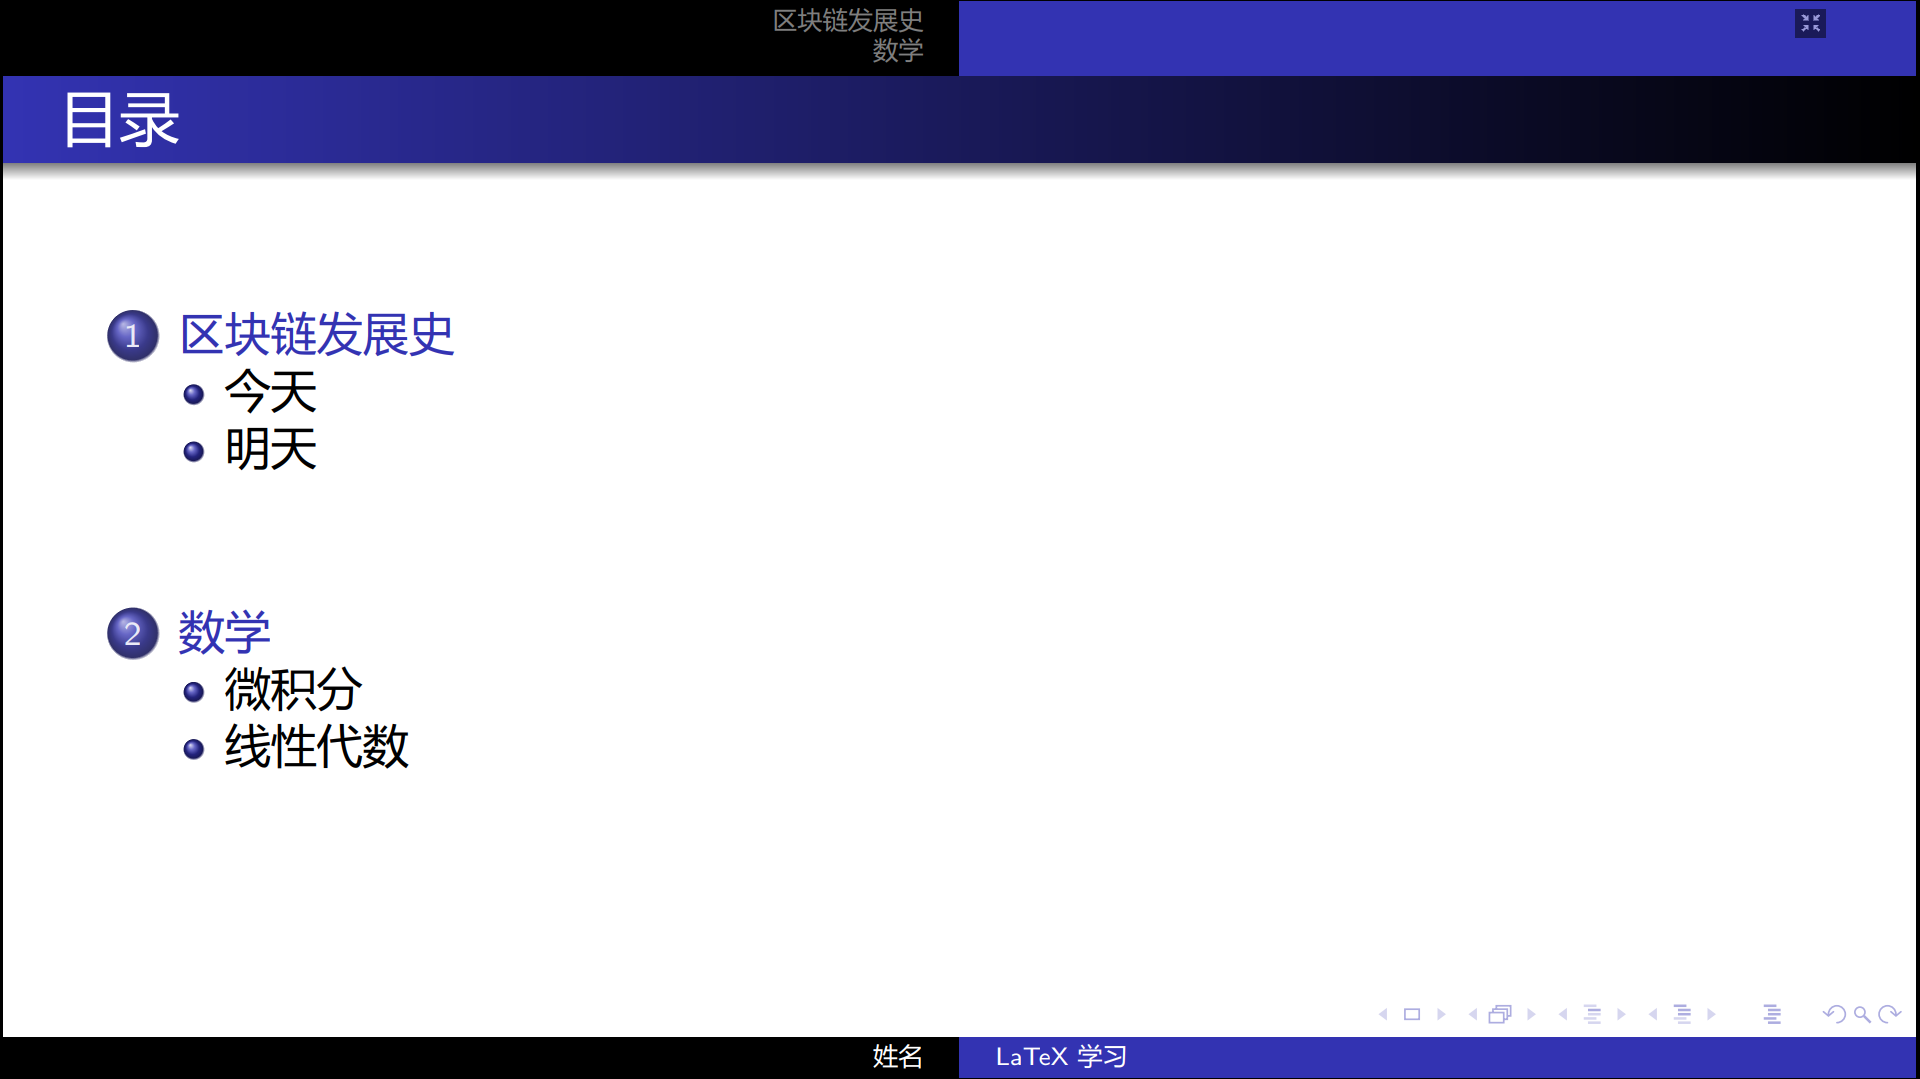 区块链发展史
数学
目录
1 区块链发展史
今天
明天
2 数学
微积分
线性代数
姓名 LaTeX 学习